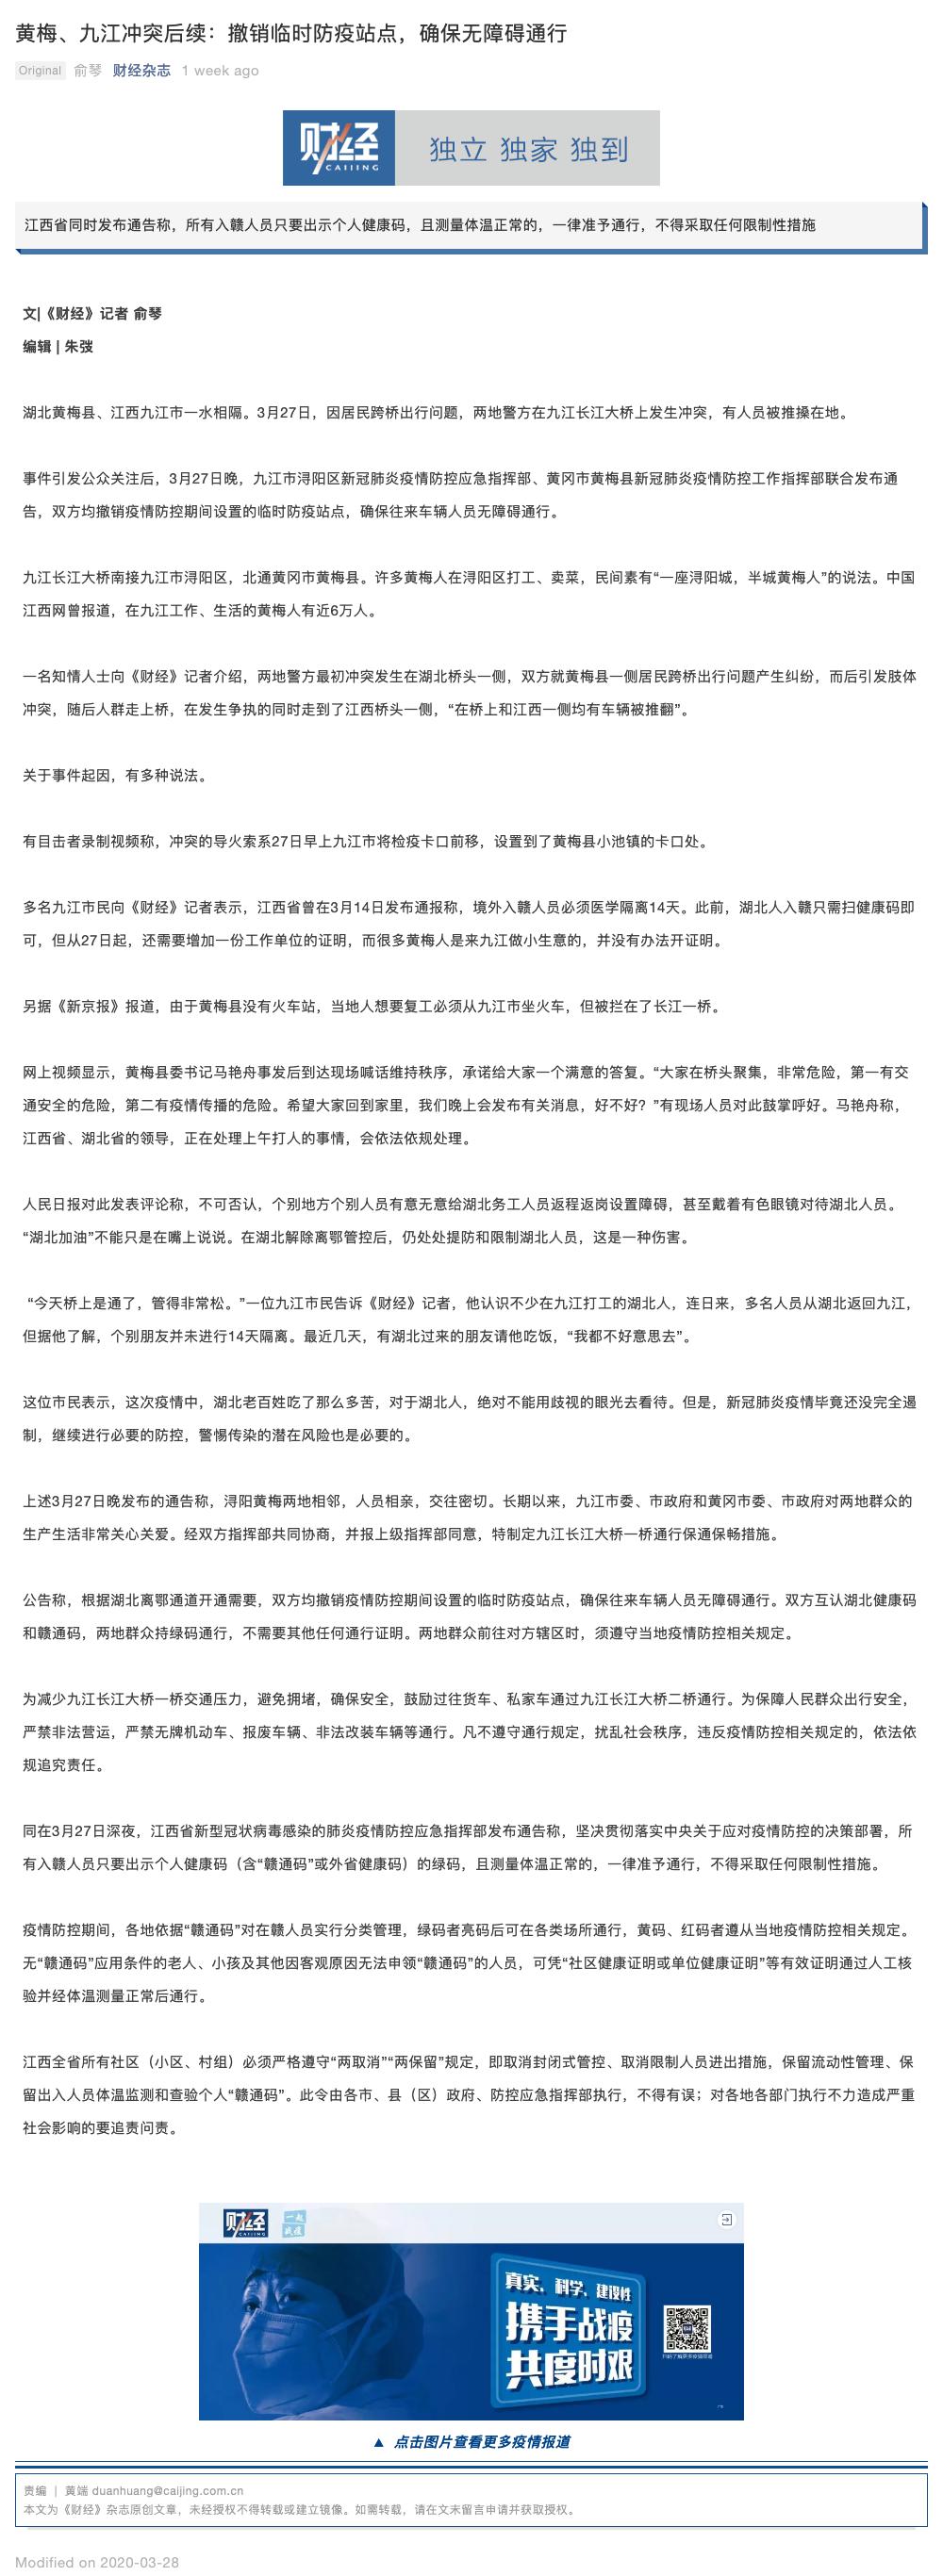 黄梅、九江冲突后续：撤销临时防疫站点，确保无障碍通行
Original 俞琴 财经杂志 1 week ago
财经 CAIJING 独立 独家 独到
江西省同时发布通告称，所有入赣人员只要出示个人健康码，且测量体温正常的，一律准予通行，不得采取任何限制性措施
文|《财经》记者 俞琴
编辑 | 朱弢
湖北黄梅县、江西九江市一水相隔。3月27日，因居民跨桥出行问题，两地警方在九江长江大桥上发生冲突，有人员被推搡在地。
事件引发公众关注后，3月27日晚，九江市浔阳区新冠肺炎疫情防控应急指挥部、黄冈市黄梅县新冠肺炎疫情防控工作指挥部联合发布通
告，双方均撤销疫情防控期间设置的临时防疫站点，确保往来车辆人员无障碍通行。
九江长江大桥南接九江市浔阳区，北通黄冈市黄梅县。许多黄梅人在浔阳区打工、卖菜，民间素有“一座浔阳城，半城黄梅人”的说法。中国
江西网曾报道，在九江工作、生活的黄梅人有近6万人。
一名知情人士向《财经》记者介绍，两地警方最初冲突发生在湖北桥头一侧，双方就黄梅县一侧居民跨桥出行问题产生纠纷，而后引发肢体
冲突，随后人群走上桥，在发生争执的同时走到了江西桥头一侧，“在桥上和江西一侧均有车辆被推翻”。
关于事件起因，有多种说法。
有目击者录制视频称，冲突的导火索系27日早上九江市将检疫卡口前移，设置到了黄梅县小池镇的卡口处。
多名九江市民向《财经》记者表示，江西省曾在3月14日发布通报称，境外入赣人员必须医学隔离14天。此前，湖北人入赣只需扫健康码即
可，但从27日起，还需要增加一份工作单位的证明，而很多黄梅人是来九江做小生意的，并没有办法开证明。
另据《新京报》报道，由于黄梅县没有火车站，当地人想要复工必须从九江市坐火车，但被拦在了长江一桥。
网上视频显示，黄梅县委书记马艳舟事发后到达现场喊话维持秩序，承诺给大家一个满意的答复。“大家在桥头聚集，非常危险，第一有交
通安全的危险，第二有疫情传播的危险。希望大家回到家里，我们晚上会发布有关消息，好不好？”有现场人员对此鼓掌呼好。马艳舟称，
江西省、湖北省的领导，正在处理上午打人的事情，会依法依规处理。
人民日报对此发表评论称，不可否认，个别地方个别人员有意无意给湖北务工人员返程返岗设置障碍，甚至戴着有色眼镜对待湖北人员。
“湖北加油”不能只是在嘴上说说。在湖北解除离鄂管控后，仍处处提防和限制湖北人员，这是一种伤害。
“今天桥上是通了，管得非常松。”一位九江市民告诉《财经》记者，他认识不少在九江打工的湖北人，连日来，多名人员从湖北返回九江，
但据他了解，个别朋友并未进行14天隔离。最近几天，有湖北过来的朋友请他吃饭，“我都不好意思去”。
这位市民表示，这次疫情中，湖北老百姓吃了那么多苦，对于湖北人，绝对不能用歧视的眼光去看待。但是，新冠肺炎疫情毕竟还没完全遏
制，继续进行必要的防控，警惕传染的潜在风险也是必要的。
上述3月27日晚发布的通告称，浔阳黄梅两地相邻，人员相亲，交往密切。长期以来，九江市委、市政府和黄冈市委、市政府对两地群众的
生产生活非常关心关爱。经双方指挥部共同协商，并报上级指挥部同意，特制定九江长江大桥一桥通行保通保畅措施。
公告称，根据湖北离鄂通道开通需要，双方均撤销疫情防控期间设置的临时防疫站点，确保往来车辆人员无障碍通行。双方互认湖北健康码
和赣通码，两地群众持绿码通行，不需要其他任何通行证明。两地群众前往对方辖区时，须遵守当地疫情防控相关规定。
为减少九江长江大桥一桥交通压力，避免拥堵，确保安全，鼓励过往货车、私家车通过九江长江大桥二桥通行。为保障人民群众出行安全，
严禁非法营运，严禁无牌机动车、报废车辆、非法改装车辆等通行。凡不遵守通行规定，扰乱社会秩序，违反疫情防控相关规定的，依法依
规追究责任。
同在3月27日深夜，江西省新型冠状病毒感染的肺炎疫情防控应急指挥部发布通告称，坚决贯彻落实中央关于应对疫情防控的决策部署，所
有入赣人员只要出示个人健康码（含“赣通码”或外省健康码）的绿码，且测量体温正常的，一律准予通行，不得采取任何限制性措施。
疫情防控期间，各地依据“赣通码”对在赣人员实行分类管理，绿码者亮码后可在各类场所通行，黄码、红码者遵从当地疫情防控相关规定。
无“赣通码”应用条件的老人、小孩及其他因客观原因无法申领“赣通码”的人员，可凭“社区健康证明或单位健康证明”等有效证明通过人工核
验并经体温测量正常后通行。
江西全省所有社区（小区、村组）必须严格遵守“两取消”“两保留”规定，即取消封闭式管控、取消限制人员进出措施，保留流动性管理、保
留出入人员体温监测和查验个人“赣通码”。此令由各市、县（区）政府、防控应急指挥部执行，不得有误；对各地各部门执行不力造成严重
社会影响的要追责问责。
财经 CAIJING
真实、科学、建设性
携手战疫
共度时艰
▲ 点击图片查看更多疫情报道
责编 | 黄端 duanhuang@caijing.com.cn
本文为《财经》杂志原创文章，未经授权不得转载或建立镜像。如需转载，请在文末留言申请并获取授权。
Modified on 2020-03-28